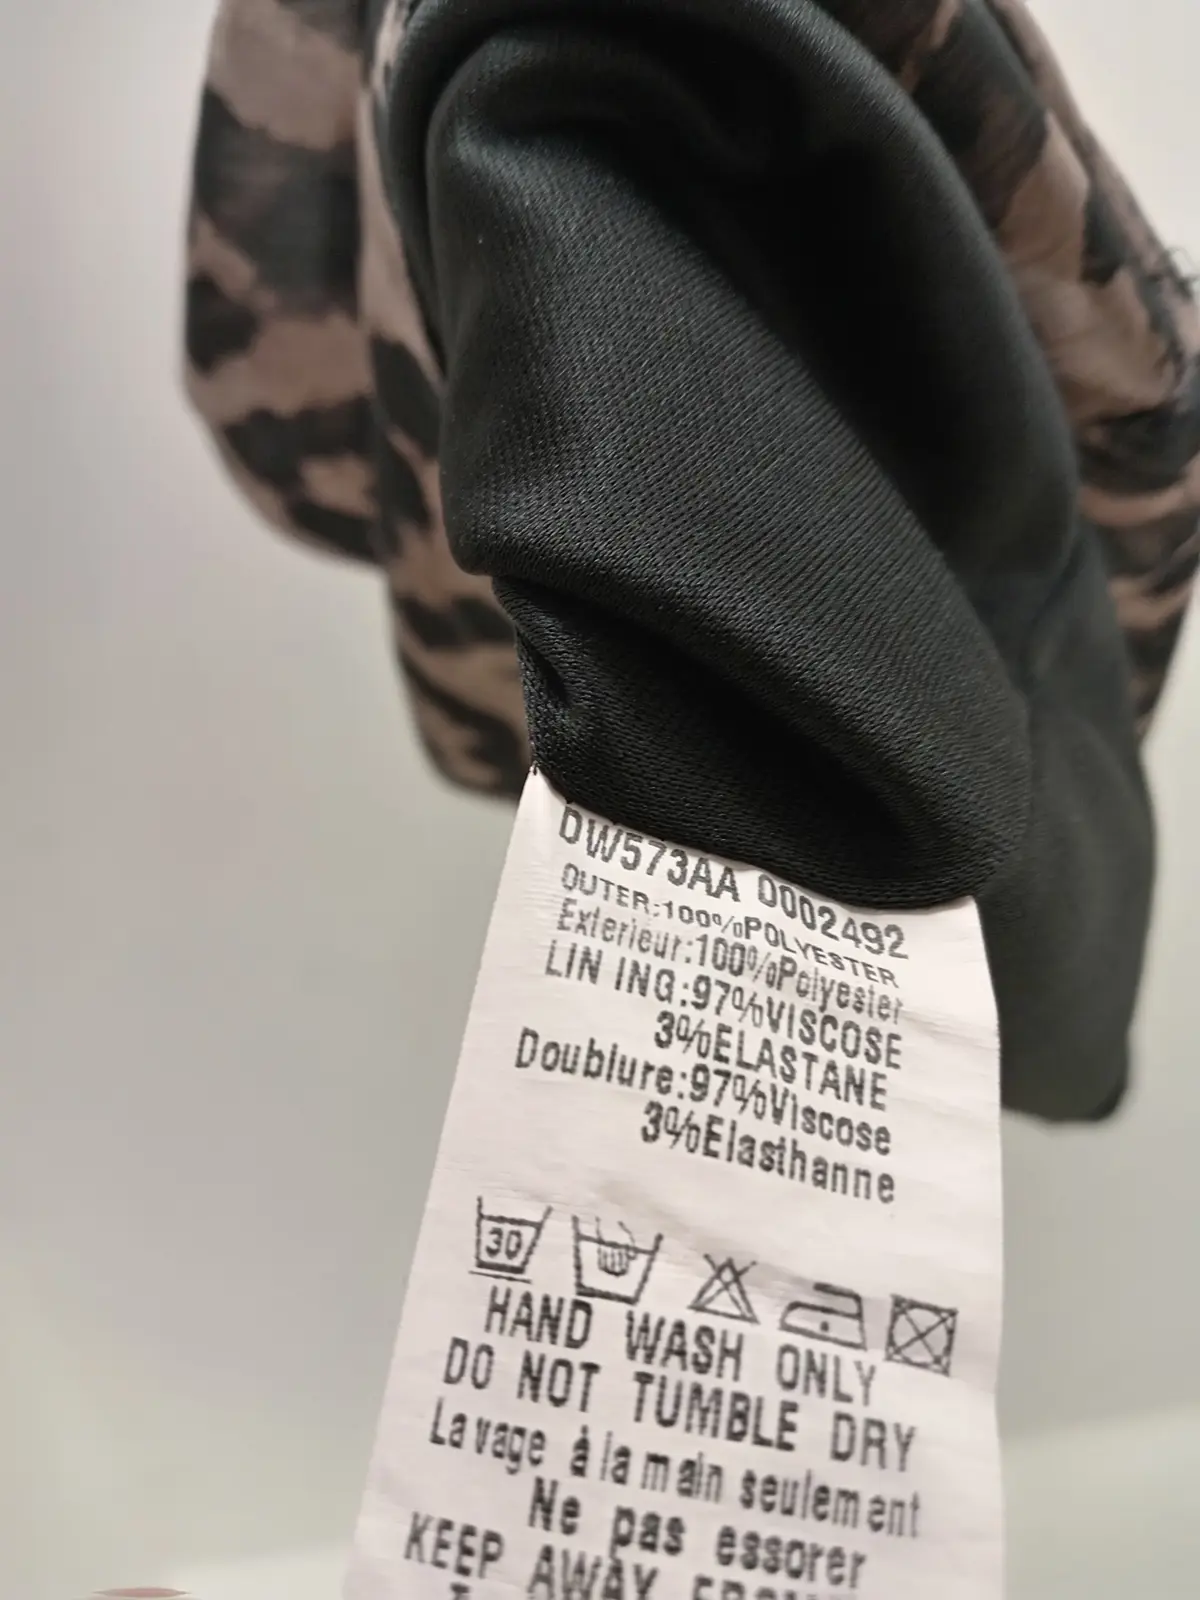 DW573AA 0002492
OUTER:100%POLYESTER
Exterieur:100%Polyester
LIN ING:97%VISCOSE
3%ELASTANE
Doublure:97%Viscose
3%Elasthanne
30
HAND WASH ONLY
DO NOT TUMBLE DRY
Lavage à la main seulement
Ne pas essorer
KEEP AWAY